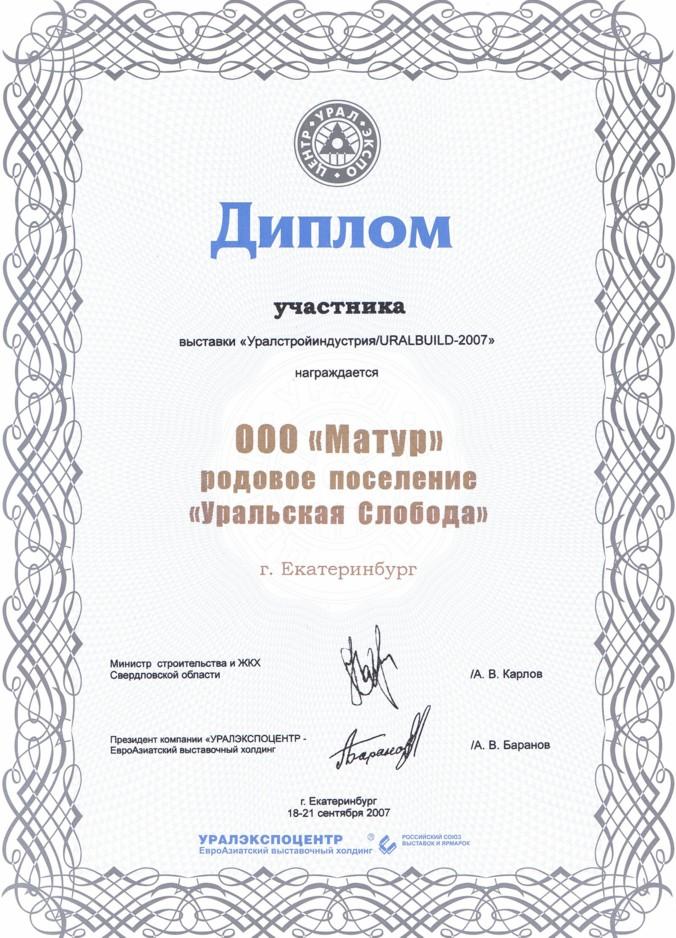 УРАЛ ЭКСПО ЦЕНТР
Диплом
участника
выставки «Уралстройиндустрия/URALBUILD-2007»
награждается
ООО «Матур»
родовое поселение
«Уральская Слобода»
г. Екатеринбург
Министр строительства и ЖКХ
Свердловской области
/А. В. Карлов
Президент компании «УРАЛЭКСПОЦЕНТР -
ЕвроАзиатский выставочный холдинг
/А. В. Баранов
г. Екатеринбург
18-21 сентября 2007
УРАЛЭКСПОЦЕНТР ®
ЕвроАзиатский выставочный холдинг
РОССИЙСКИЙ СОЮЗ
ВЫСТАВОК И ЯРМАРОК